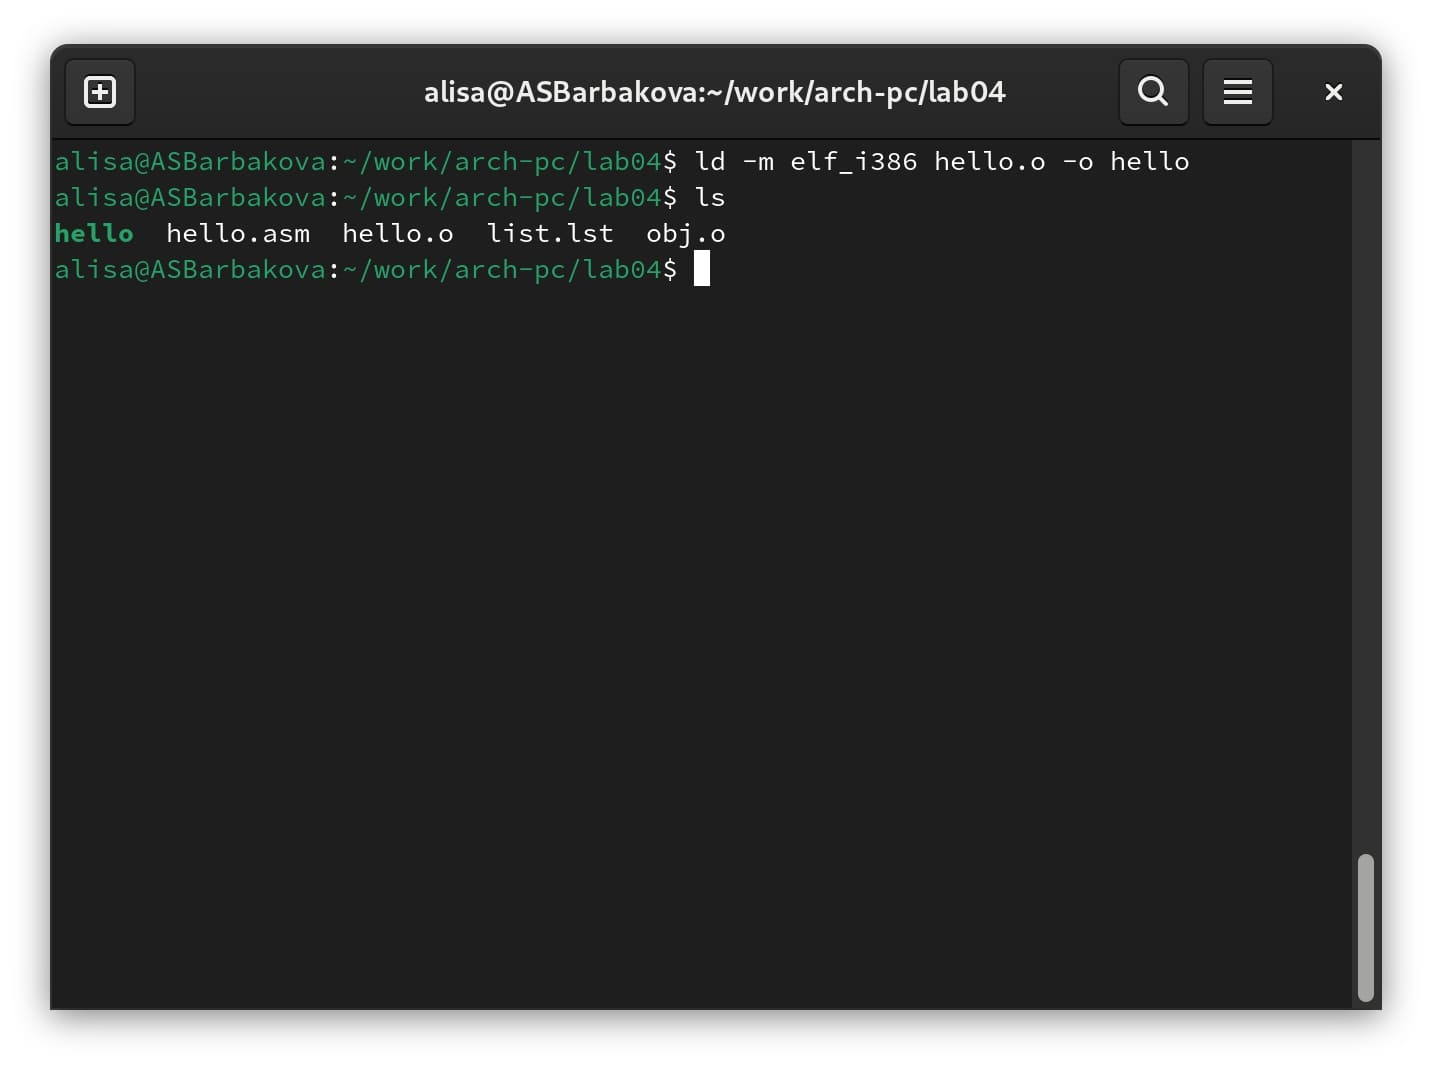 alisa@ASBarbakova:~/work/arch-pc/lab04
alisa@ASBarbakova:~/work/arch-pc/lab04$ ld -m elf_i386 hello.o -o hello
alisa@ASBarbakova:~/work/arch-pc/lab04$ ls
hello  hello.asm  hello.o  list.lst  obj.o
alisa@ASBarbakova:~/work/arch-pc/lab04$